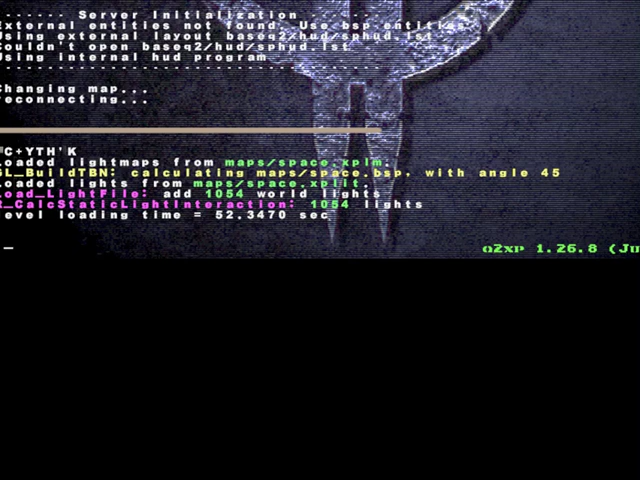 ------- Server Initialization -------
External entities not found. Use bsp entities
Using external layout baseq2/hud/sphud.lst
Couldn't open baseq2/hud/sphud.lst
Using internal hud program
-------------------------------------
Changing map...
reconnecting...
C+YTH'K
Loaded lightmaps from maps/space.xplm.
GL_BuildTBN: calculating maps/space.bsp, with angle 45
Loaded lights from maps/space.xplit.
Load_LightFile: add 1054 world lights
R_CalcStaticLightInteraction: 1054 lights
level loading time = 52.3470 sec
q2xp 1.26.8 (Ju